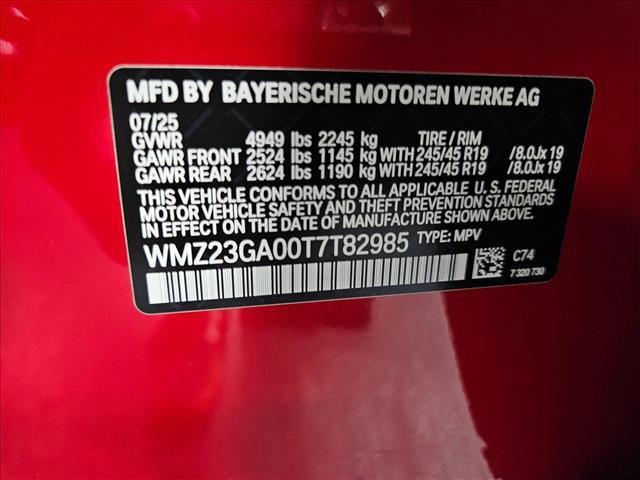 MFD BY BAYERISCHE MOTOREN WERKE AG
07/25
GVWR 4949 lbs 2245 kg TIRE / RIM
GAWR FRONT 2524 lbs 1145 kg WITH 245/45 R19 /8.0Jx19
GAWR REAR 2624 lbs 1190 kg WITH 245/45 R19 /8.0Jx19
THIS VEHICLE CONFORMS TO ALL APPLICABLE U.S. FEDERAL
MOTOR VEHICLE SAFETY AND THEFT PREVENTION
STANDARDS IN EFFECT ON THE DATE OF MANUFACTURE SHOWN ABOVE.
WMZ23GA00T7T82985 TYPE: MPV
C74
7 320 730